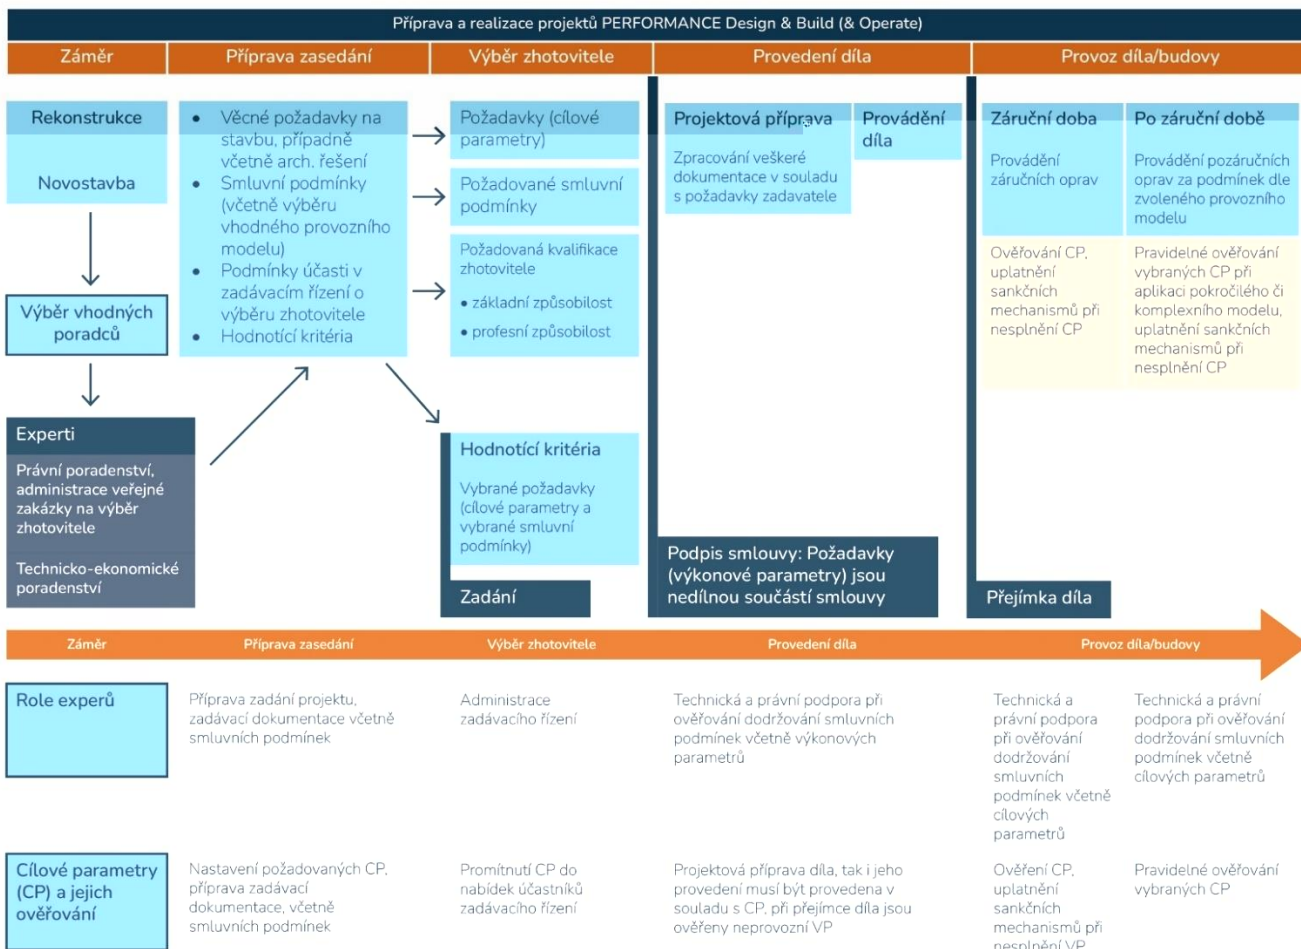 Příprava a realizace projektů PERFORMANCE Design & Build (& Operate)
Záměr
Příprava zasedání
Výběr zhotovitele
Provedení díla
Provoz díla/budovy
Rekonstrukce
Novostavba
Výběr vhodných
poradců
Experti
Právní poradenství,
administrace veřejné
zakázky na výběr
zhotovitele
Technicko-ekonomické
poradenství
• Věcné požadavky na
stavbu, případně
včetně arch. řešení
• Smluvní podmínky
(včetně výběru
vhodného provozního
modelu)
• Podmínky účasti v
zadávacím řízení o
výběru zhotovitele
• Hodnotící kritéria
Požadavky (cílové
parametry)
Požadované smluvní
podmínky
Požadovaná kvalifikace
zhotovitele
• základní způsobilost
• profesní způsobilost
Hodnotící kritéria
Vybrané požadavky
(cílové parametry a
vybrané smluvní
podmínky)
Zadání
Projektová příprava
Zpracování veškeré
dokumentace v souladu
s požadavky zadavatele
Provádění
díla
Podpis smlouvy: Požadavky
(výkonové parametry) jsou
nedílnou součástí smlouvy
Záruční doba
Provádění
záručních oprav
Ověřování CP,
uplatnění
sankčních
mechanismů při
nesplnění CP
Po záruční době
Provádění pozáručních
oprav za podmínek dle
zvoleného provozního
modelu
Pravidelné ověřování
vybraných CP při
aplikaci pokročilého či
komplexního modelu,
uplatnění sankčních
mechanismů při
nesplnění CP
Přejímka díla
Záměr
Příprava zasedání
Výběr zhotovitele
Provedení díla
Provoz díla/budovy
Role experů
Příprava zadání projektu,
zadávací dokumentace včetně
smluvních podmínek
Administrace
zadávacího řízení
Technická a právní podpora při
ověřování dodržování smluvních
podmínek včetně výkonových
parametrů
Technická a
právní podpora
při ověřování
dodržování
smluvních
podmínek včetně
cílových
parametrů
Technická a právní
podpora při ověřování
dodržování smluvních
podmínek včetně
cílových parametrů
Cílové parametry
(CP) a jejich
ověřování
Nastavení požadovaných CP,
příprava zadávací
dokumentace, včetně
smluvních podmínek
Promítnutí CP do
nabídek účastníků
zadávacího řízení
Projektová příprava díla, tak i jeho
provedení musí být provedena v
souladu s CP, při přejímce díla jsou
ověřeny neprovozní VP
Ověření CP,
uplatnění
sankčních
mechanismů při
nesplnění VP
Pravidelné ověřování
vybraných CP